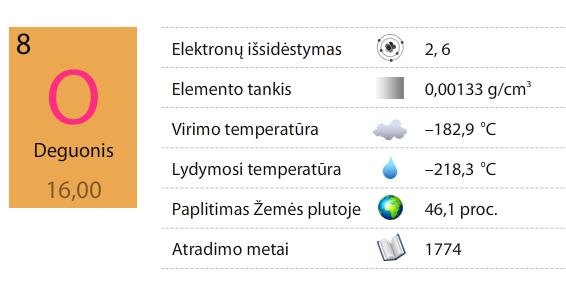 8
O
Deguonis
16,00
Elektronų išsidėstymas 2, 6
Elemento tankis 0,00133 g/cm³
Virimo temperatūra –182,9 °C
Lydymosi temperatūra –218,3 °C
Paplitimas Žemės plutoje 46,1 proc.
Atradimo metai 1774